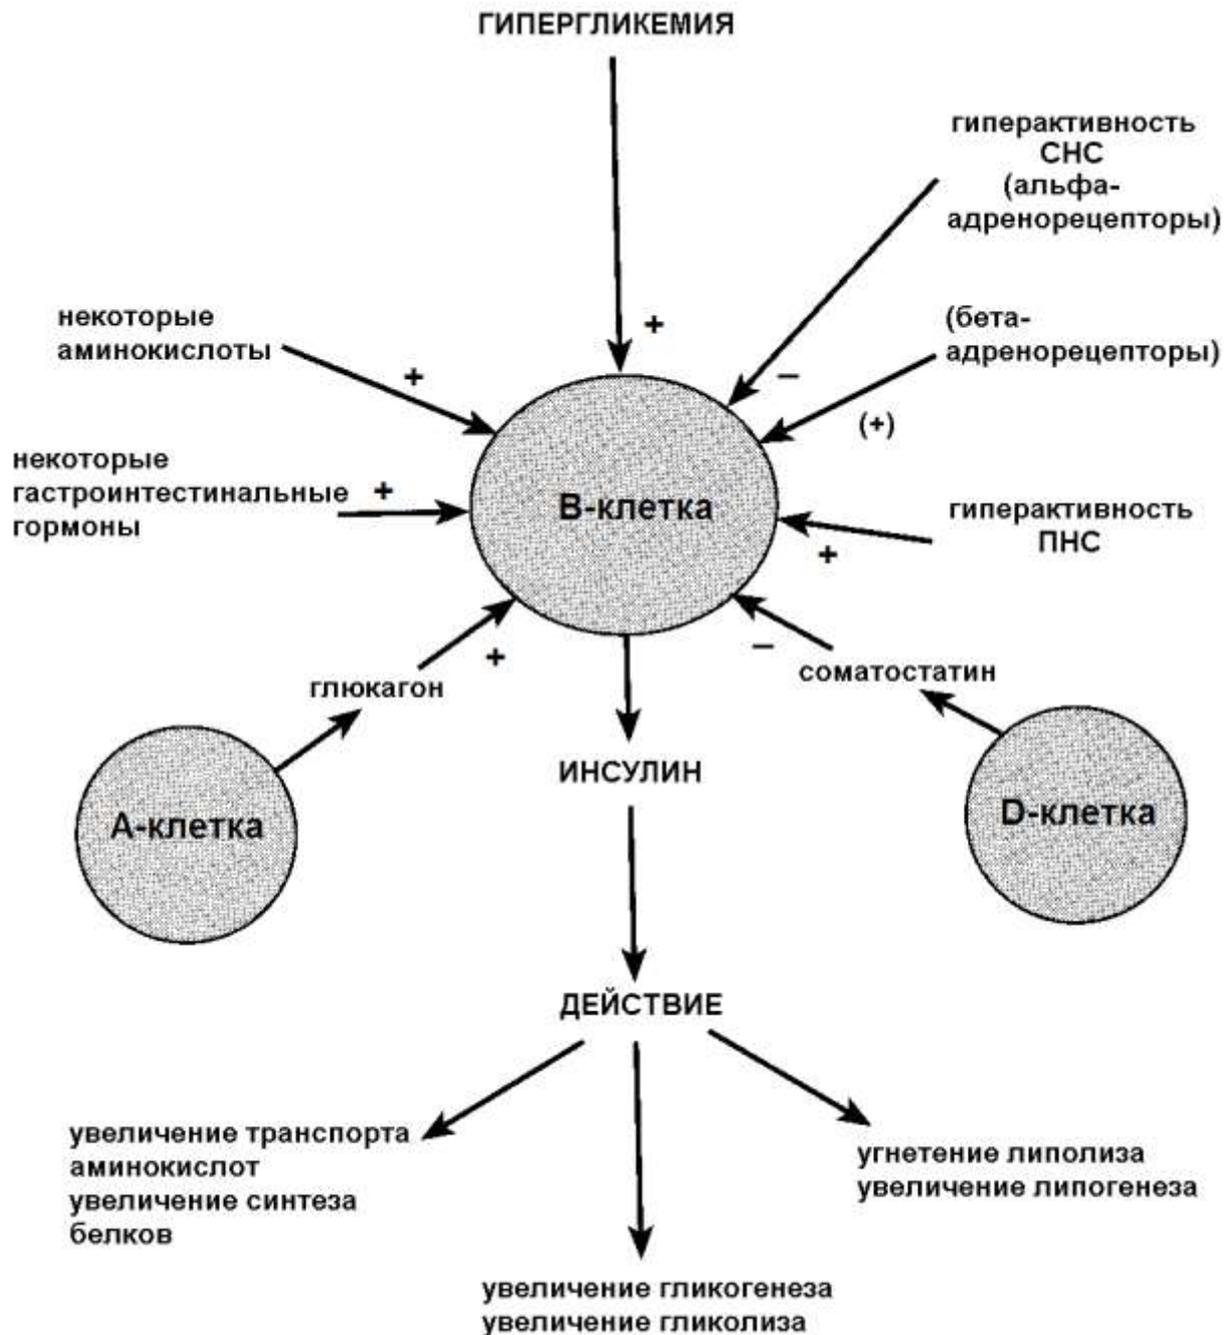 ГИПЕРГЛИКЕМИЯ
гиперактивность
СНС
(альфа-
адренорецепторы)
(бета-
адренорецепторы)
некоторые
аминокислоты
+
+
–
(+)
некоторые
гастроинтестинальные
гормоны
+
В-клетка
гиперактивность
ПНС
+
+
–
глюкагон
соматостатин
А-клетка
ИНСУЛИН
D-клетка
ДЕЙСТВИЕ
увеличение транспорта
аминокислот
увеличение синтеза
белков
угнетение липолиза
увеличение липогенеза
увеличение гликогенеза
увеличение гликолиза